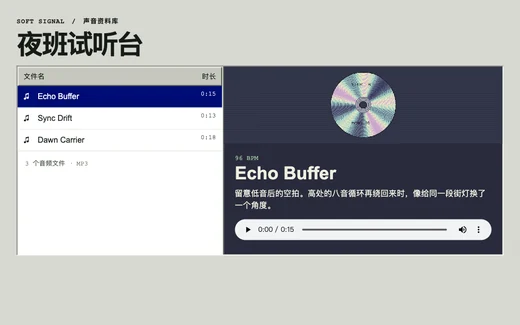 SOFT SIGNAL / 声音资料库
夜班试听台
文件名 时长
Echo Buffer 0:15
Sync Drift 0:13
Dawn Carrier 0:18
3 个音频文件 · MP3
96 BPM
Echo Buffer
留意低音后的空拍。高处的八音循环再绕回来时，像给同一段街灯换了
一个角度。
0:00 / 0:15